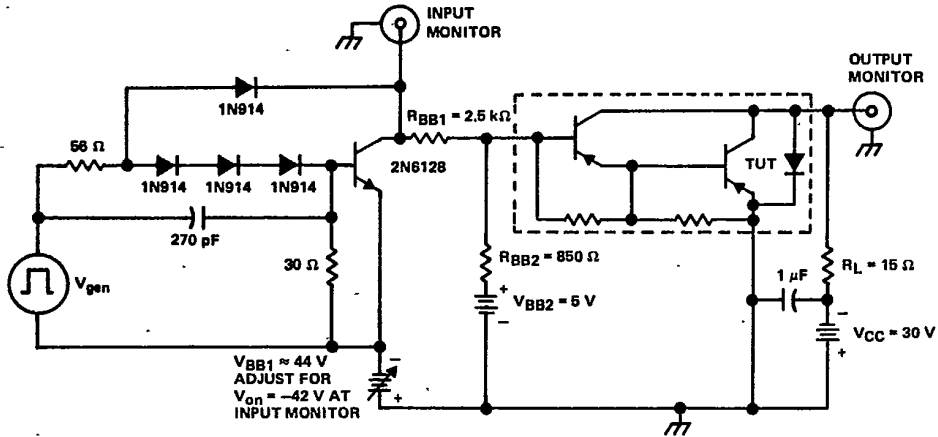 INPUT
MONITOR
OUTPUT
MONITOR
1N914
RBB1 = 2.5 kΩ
56 Ω
1N914
1N914
1N914
2N6128
TUT
270 pF
30 Ω
Vgen
RBB2 = 850 Ω
VBB2 = 5 V
1 μF
RL = 15 Ω
VCC = 30 V
VBB1 ≈ 44 V
ADJUST FOR
Von = −42 V AT
INPUT MONITOR
+
−
−
+
−
+